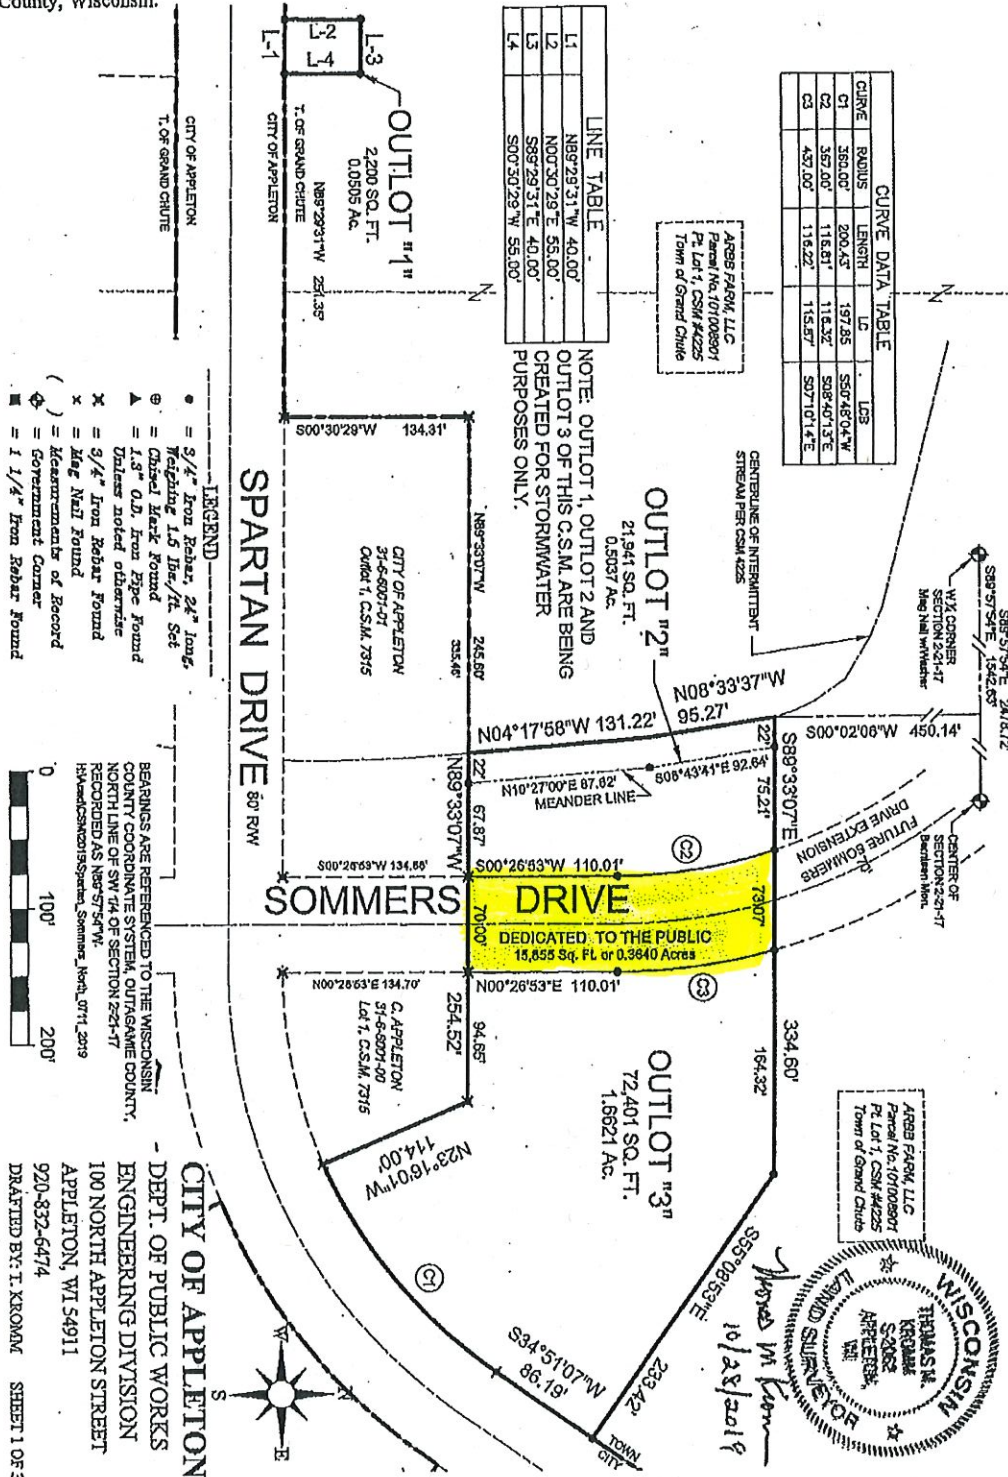 County, Wisconsin.
L-2
L-4
L-1
L-3
OUTLOT "1"
2,200 SQ. FT.
0.0505 Ac.
N89°29'31"W 251.35'
T. OF GRAND CHUTE
CITY OF APPLETON
CITY OF APPLETON
T. OF GRAND CHUTE
LINE TABLE
L1 N89°29'31"W 40.00'
L2 N00°30'29"E 55.00'
L3 S89°29'31"E 40.00'
L4 S00°30'29"W 55.00'
CURVE DATA TABLE
CURVE RADIUS LENGTH LC LCB
C1 360.00' 200.43' 197.85 S50°48'04"W
C2 367.00' 116.81' 116.32' S08°40'13"E
C3 437.00' 116.22' 115.87' S07°10'14"E
ARBB FARM, LLC
Parcel No.101008901
Pt. Lot 1, CSM #4225
Town of Grand Chute
N
N
NOTE: OUTLOT 1, OUTLOT 2 AND
OUTLOT 3 OF THIS C.S.M. ARE BEING
CREATED FOR STORMWATER
PURPOSES ONLY.
CENTERLINE OF INTERMITTENT
STREAM PER CSM 4225
OUTLOT "2"
21,941 SQ. FT.
0.5037 Ac.
S89°57'54"E 1542.63'
W¼ CORNER
SECTION 2-21-17
Mag Nail w/Washer
S00°02'06"W 450.14'
CENTER OF
SECTION 2-21-17
Berntsen Mon.
S00°30'29"W 134.31'
N89°33'07"W 245.60'
335.46'
CITY OF APPLETON
31-6-6001-01
Outlot 1, C.S.M. 7315
N08°33'37"W
95.27'
N04°17'58"W 131.22'
22'
S89°33'07"E
75.21'
S06°43'41"E 92.64'
N10°27'00"E 87.62'
MEANDER LINE
22'
67.87'
N89°33'07"W
FUTURE SOMMERS
DRIVE EXTENSION
70'
C2
S00°26'53"W 134.66'
S00°26'53"W 110.01'
SPARTAN DRIVE 80' R/W
SOMMERS DRIVE
70.00'
73.07'
DEDICATED TO THE PUBLIC
15,855 Sq. Ft. or 0.3640 Acres
N00°26'53"E 134.70'
N00°26'53"E 110.01'
C3
254.52'
94.65'
C. APPLETON
31-6-6001-00
Lot 1, C.S.M. 7315
N23°16'01"W
114.00'
OUTLOT "3"
72,401 SQ. FT.
1.6621 Ac.
334.60'
164.32'
S55°08'53"E
233.42'
C1
S34°51'07"W
86.19'
TOWN
CITY
ARBB FARM, LLC
Parcel No.101008901
Pt. Lot 1, CSM #4225
Town of Grand Chute
WISCONSIN
THOMAS M.
KROMM
S-2063
APPLETON,
WI
LAND SURVEYOR
Thomas M Kromm
10/28/2019
LEGEND
● = 3/4" Iron Rebar, 24" long,
Weighing 1.5 lbs./ft. Set
⊕ = Chisel Mark Found
▲ = 1.3" O.D. Iron Pipe Found
Unless noted otherwise
= 3/4" Iron Rebar Found
× = Mag Nail Found
( ) = Measurements of Record
= Government Corner
■ = 1 1/4" Iron Rebar Found
0 100' 200'
BEARINGS ARE REFERENCED TO THE WISCONSIN
COUNTY COORDINATE SYSTEM, OUTAGAMIE COUNTY,
NORTH LINE OF SW 1/4 OF SECTION 2-21-17
RECORDED AS N89°57'54"W.
W
N
S
E
CITY OF APPLETON
DEPT. OF PUBLIC WORKS
ENGINEERING DIVISION
100 NORTH APPLETON STREET
APPLETON, WI 54911
920-832-6474
DRAFTED BY: T. KROMM SHEET 1 OF 3